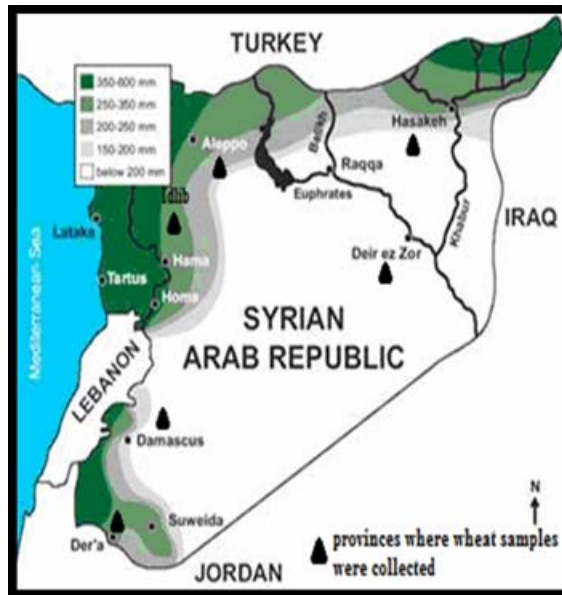 TURKEY
350-600 mm
250-350 mm
200-250 mm
150-200 mm
below 200 mm
Aleppo
Balikh
Hasakeh
Raqqa
Euphrates
Idlib
Khabur
IRAQ
Lataka
Deir ez Zor
Hama
Tartus
Homs
Mediterranean Sea
SYRIAN
ARAB REPUBLIC
LEBANON
Damascus
Suweida
Der'a
N
JORDAN
provinces where wheat samples
were collected